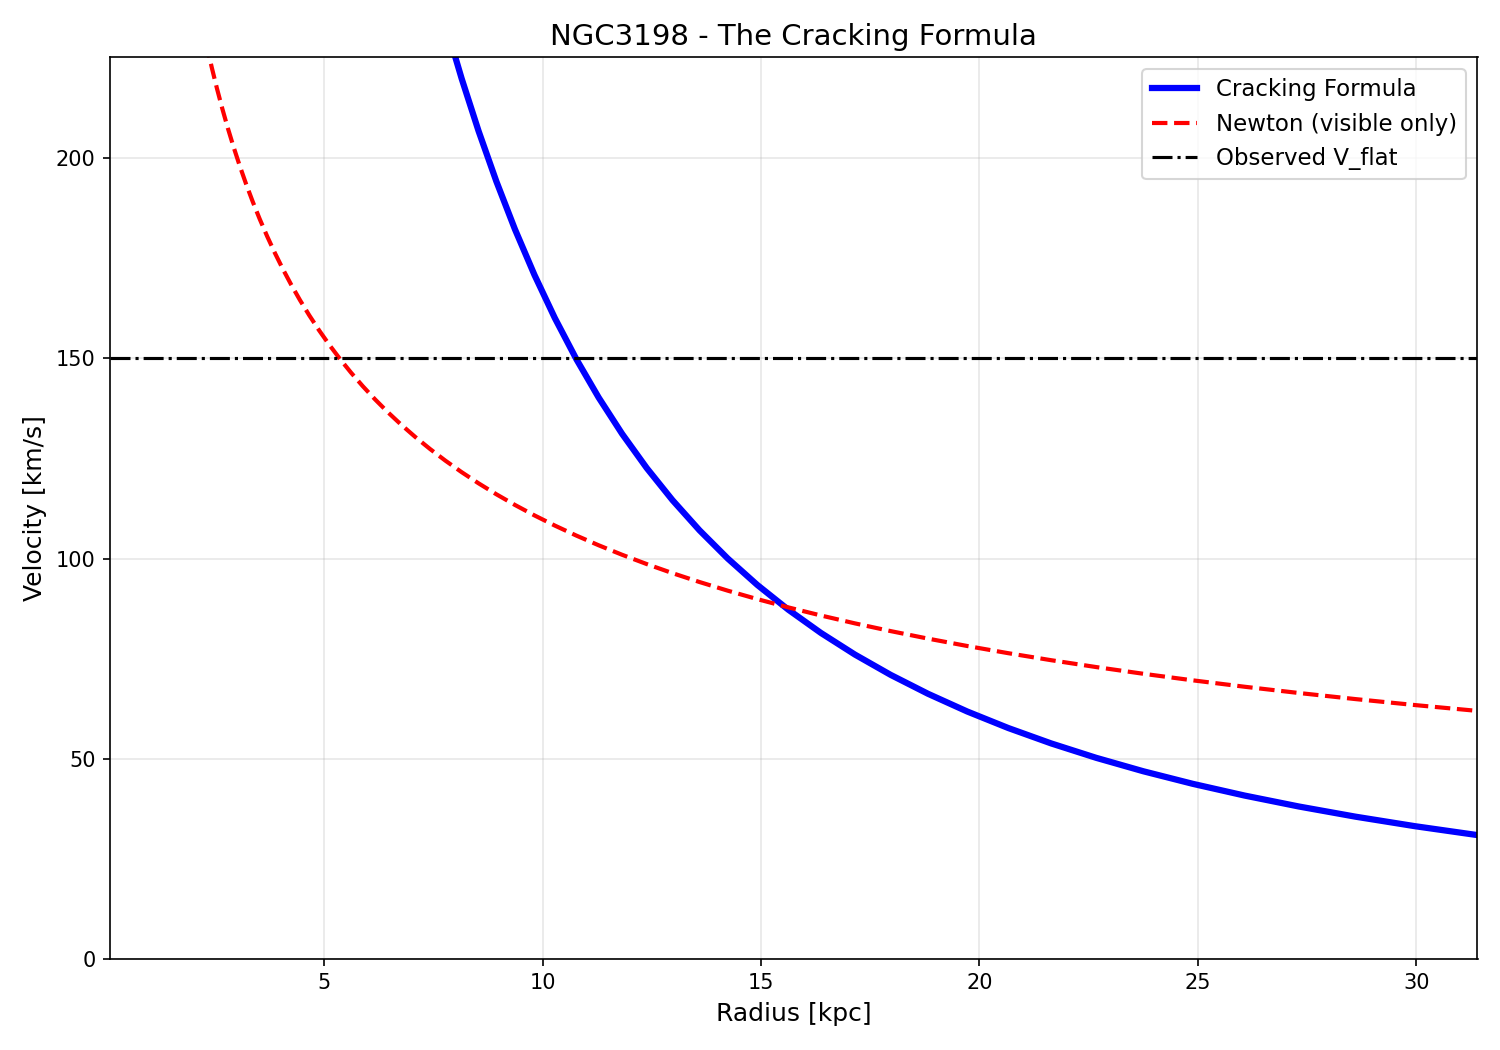 NGC3198 - The Cracking Formula
Cracking Formula
Newton (visible only)
Observed V_flat
Velocity [km/s]
200
150
100
50
0
5
10
15
20
25
30
Radius [kpc]